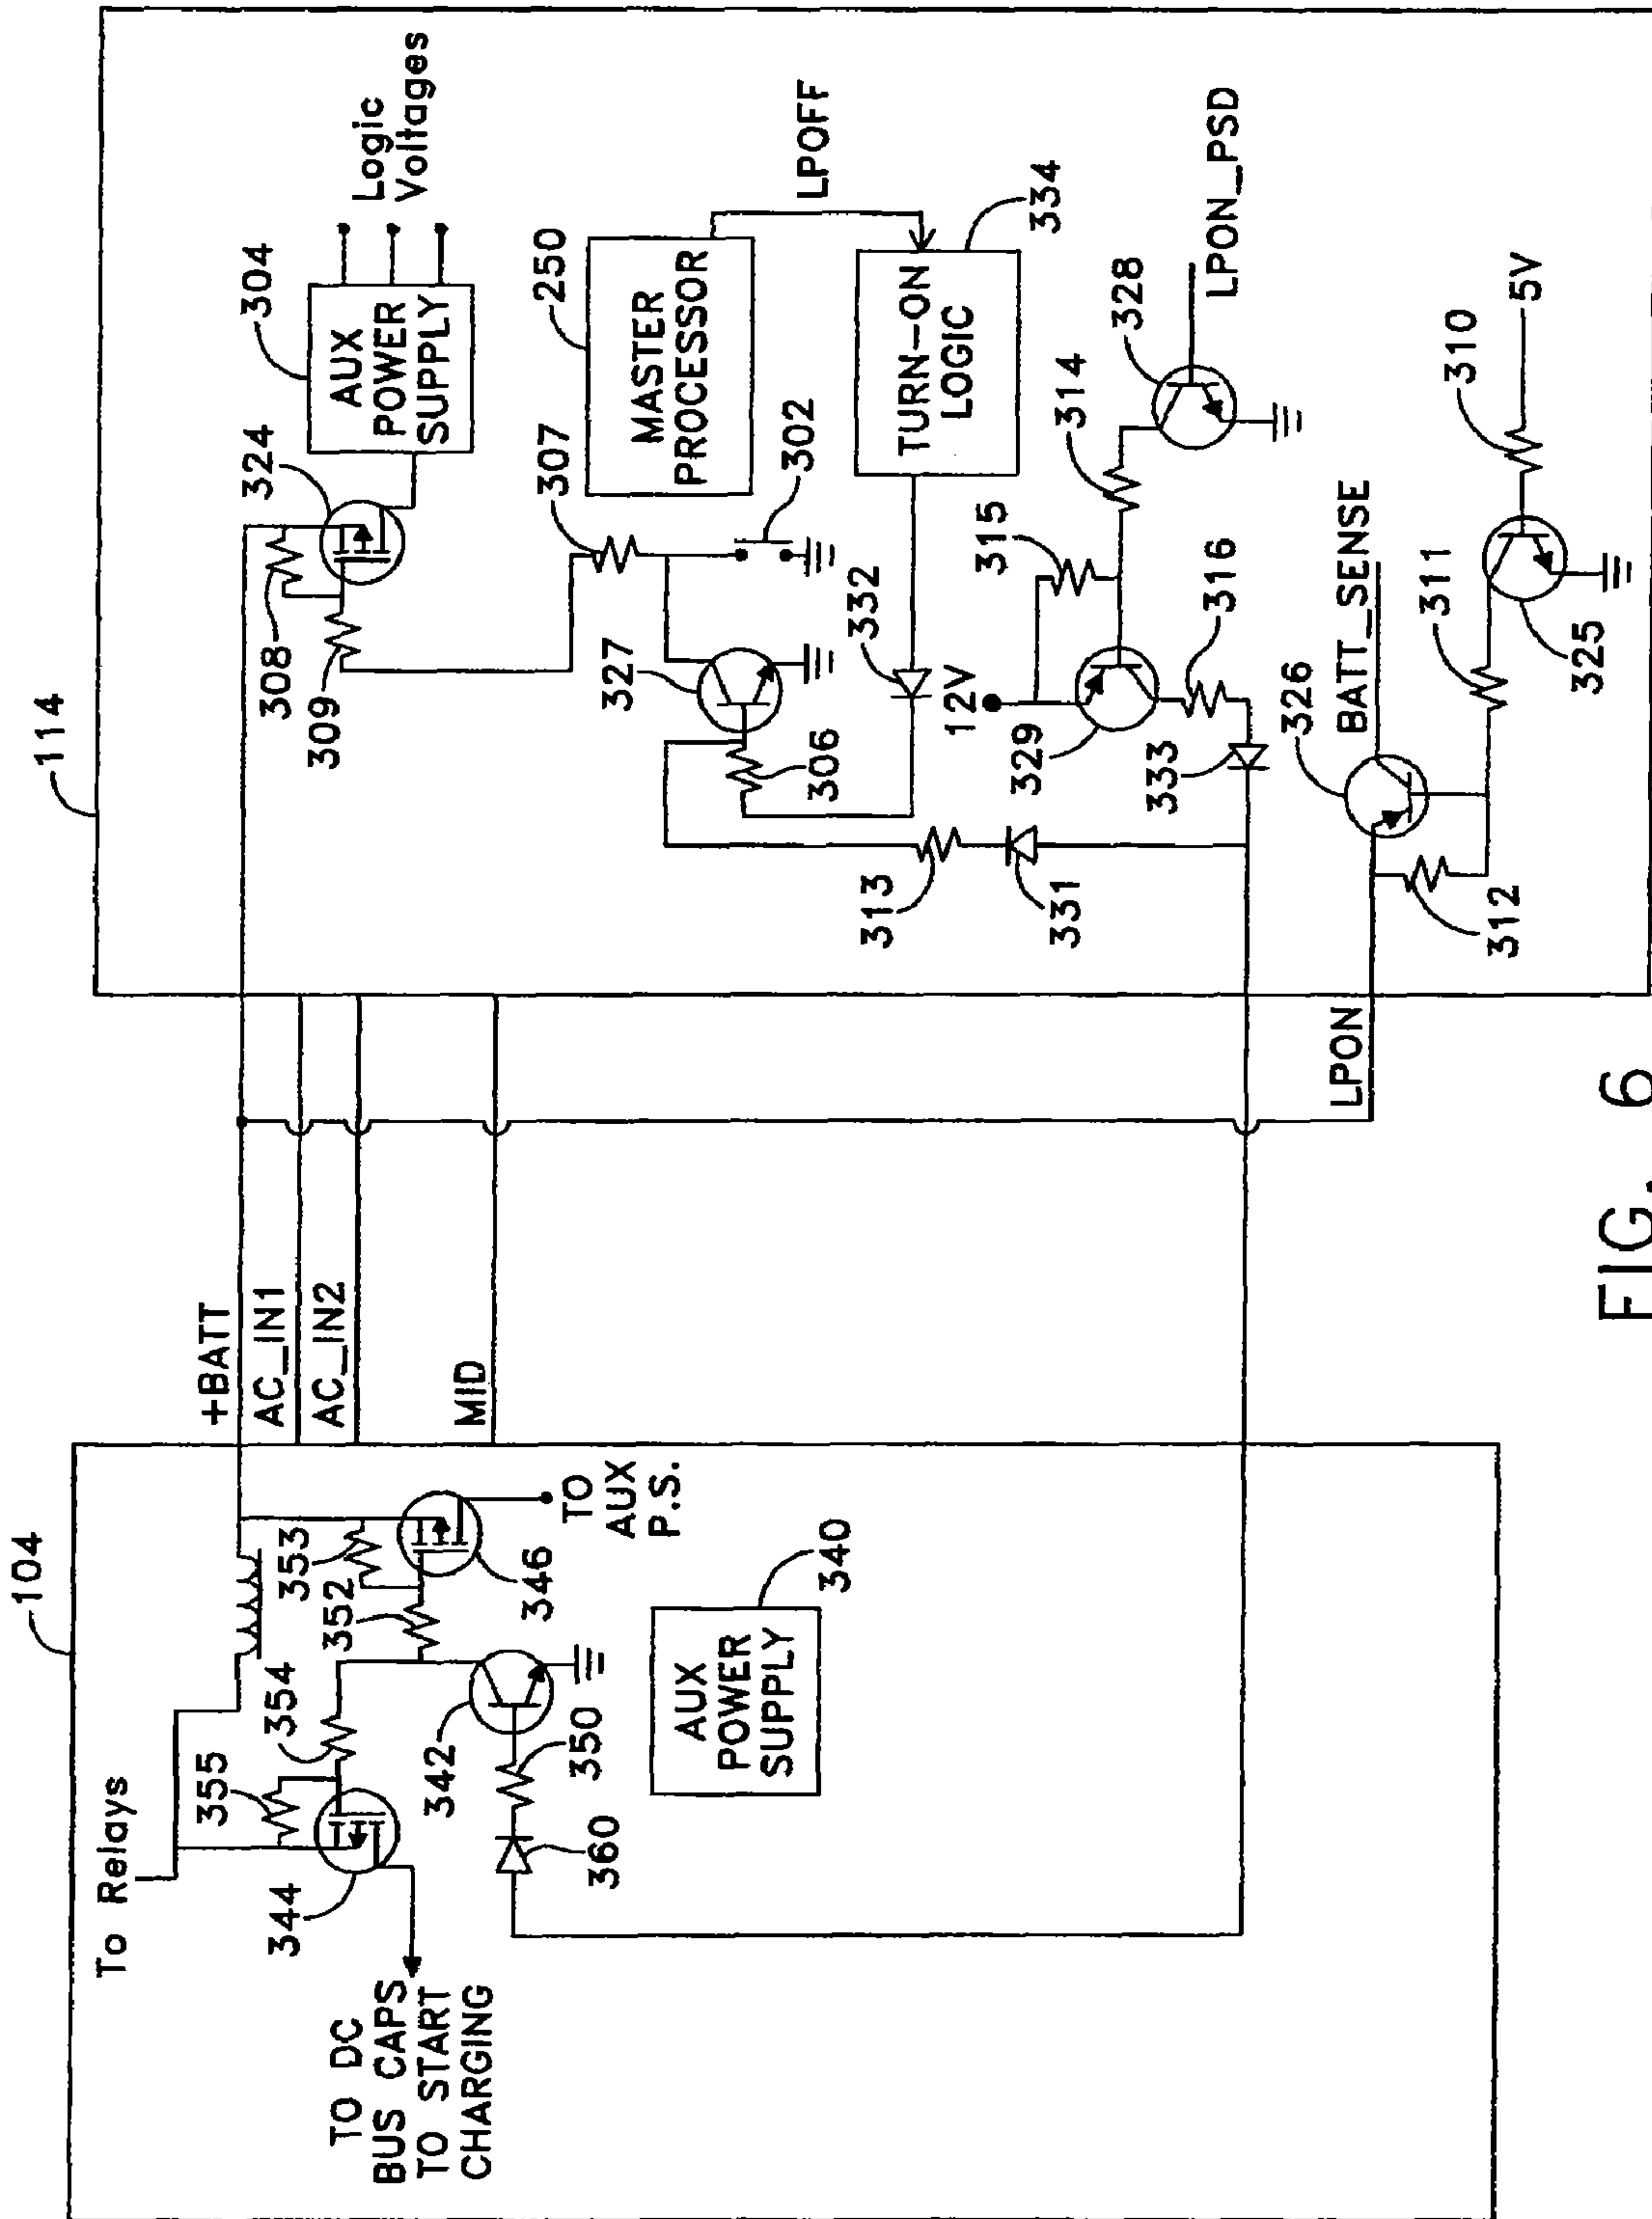 104
To Relays
355
354
353
352
344
342
346
350
360
TO DC
BUS CAPS
TO START
CHARGING
TO
AUX
P.S.
AUX
POWER
SUPPLY
340
+BATT
AC_IN1
AC_IN2
MID
LPON
114
308
309
324
304
AUX
POWER
SUPPLY
Logic
Voltages
307
327
306
302
250
MASTER
PROCESSOR
LPOFF
332
TURN-ON
LOGIC
334
313
331
12V
329
315
314
328
LPON_PSD
316
333
326
BATT_SENSE
312
311
325
310
5V
FIG. 6